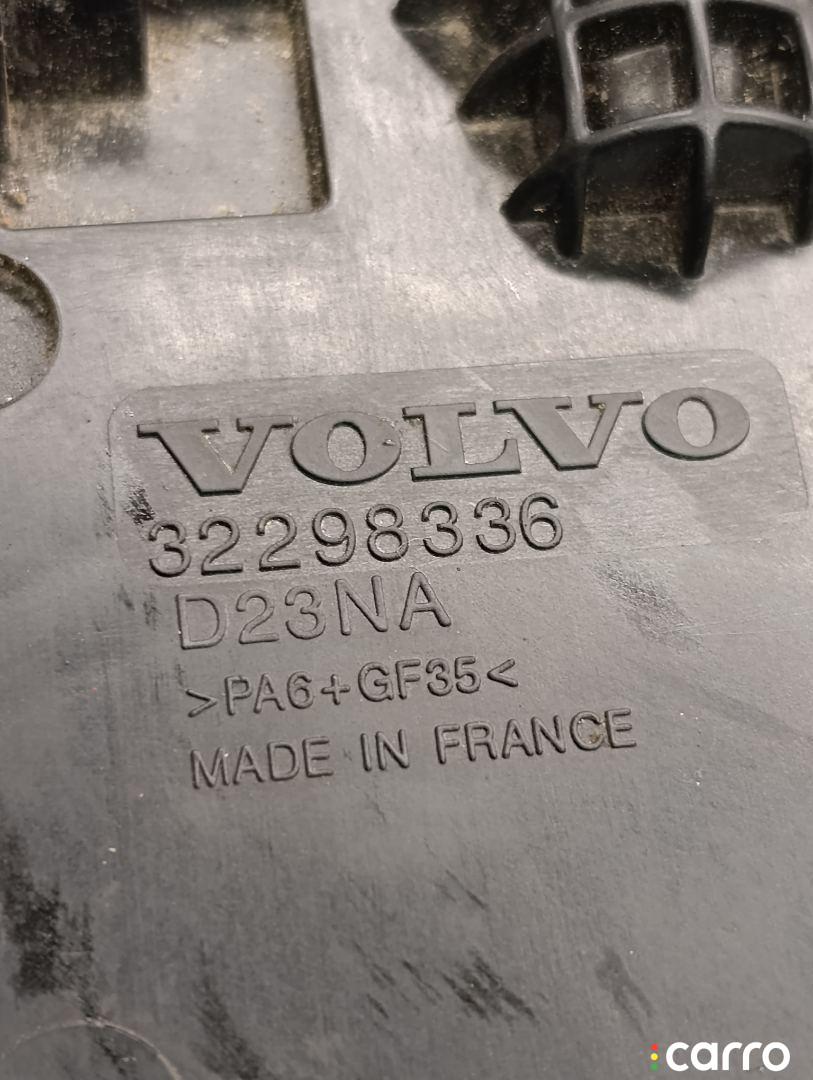 VOLVO
32298336
D23NA
>PA6+GF35<
MADE IN FRANCE
carro